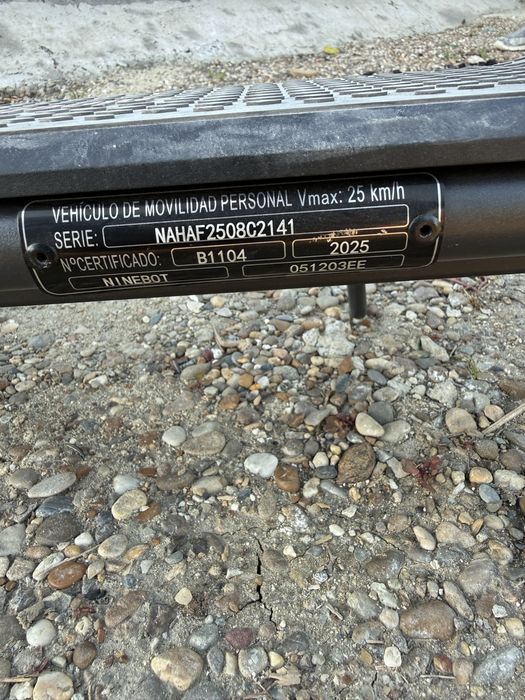 VEHÍCULO DE MOVILIDAD PERSONAL Vmax: 25 km/h
SERIE: NAHAF2508C2141
NºCERTIFICADO: B1104 2025
NINEBOT 051203EE